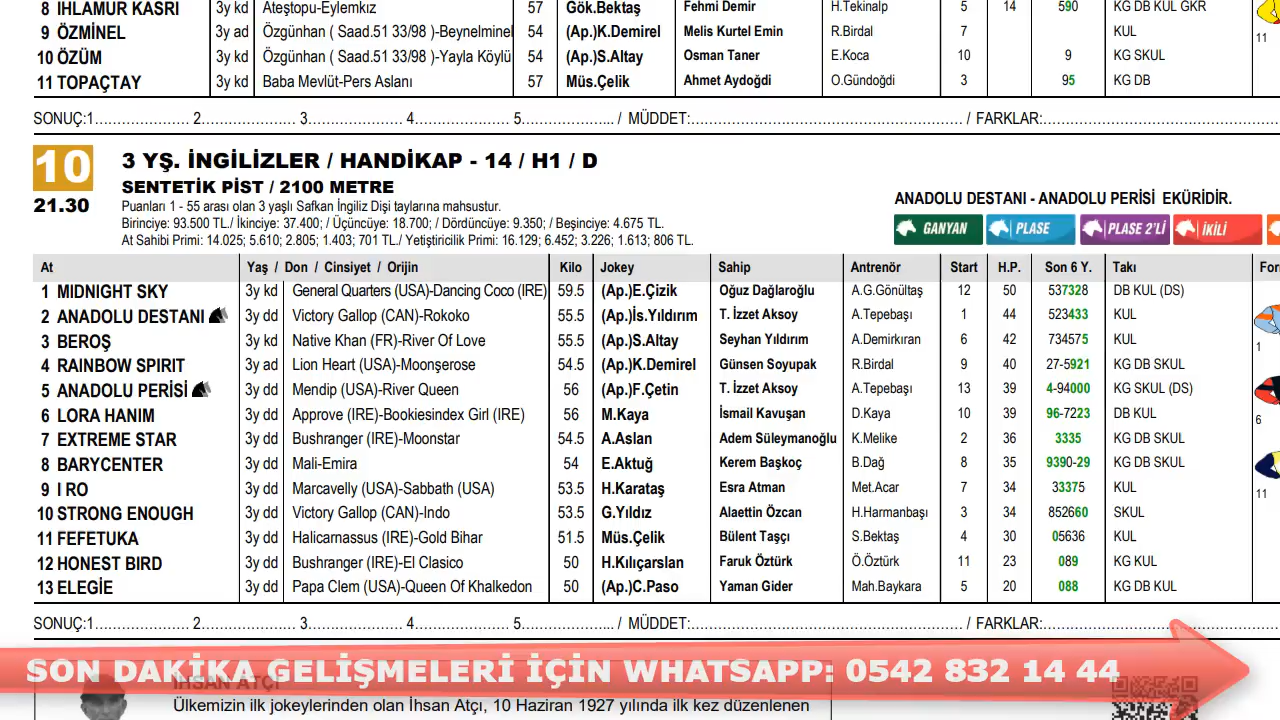 8 IHLAMUR KASRI 3y kd Ateştopu-Eylemkız 57 Gök.Bektaş Fehmi Demir H.Tekinalp 5 14 590 KG DB KUL GKR
9 ÖZMİNEL 3y ad Özgünhan ( Saad.51 33/98 )-Beynelminel 54 (Ap.)K.Demirel Melis Kurtel Emin R.Birdal 7 KUL 11
10 ÖZÜM 3y kd Özgünhan ( Saad.51 33/98 )-Yayla Köylü 54 (Ap.)S.Altay Osman Taner E.Koca 10 9 KG SKUL
11 TOPAÇTAY 3y kd Baba Mevlüt-Pers Aslanı 57 Müs.Çelik Ahmet Aydoğdi O.Gündoğdi 3 95 KG DB
SONUÇ:1.................... 2..................... 3..................... 4..................... 5.................... / MÜDDET:.......................................................... / FARKLAR:..................................................
10 3 YŞ. İNGİLİZLER / HANDİKAP - 14 / H1 / D
SENTETİK PİST / 2100 METRE
21.30 Puanları 1 - 55 arası olan 3 yaşlı Safkan İngiliz Dişi taylarına mahsustur.
ANADOLU DESTANI - ANADOLU PERİSİ EKÜRİDİR.
Birinciye: 93.500 TL./ İkinciye: 37.400; / Üçüncüye: 18.700; / Dördüncüye: 9.350; / Beşinciye: 4.675 TL.
At Sahibi Primi: 14.025; 5.610; 2.805; 1.403; 701 TL./ Yetiştiricilik Primi: 16.129; 6.452; 3.226; 1.613; 806 TL.
GANYAN PLASE PLASE 2'Lİ İKİLİ
At Yaş / Don / Cinsiyet / Orijin Kilo Jokey Sahip Antrenör Start H.P. Son 6 Y. Takı For
1 MIDNIGHT SKY 3y kd General Quarters (USA)-Dancing Coco (IRE) 59.5 (Ap.)E.Çizik Oğuz Dağlaroğlu A.G.Gönültaş 12 50 537328 DB KUL (DS)
2 ANADOLU DESTANI 3y dd Victory Gallop (CAN)-Rokoko 55.5 (Ap.)İs.Yıldırım T. İzzet Aksoy A.Tepebaşı 1 44 523433 KUL
3 BEROŞ 3y kd Native Khan (FR)-River Of Love 55.5 (Ap.)S.Altay Seyhan Yıldırım A.Demirkıran 6 42 734575 KUL 1
4 RAINBOW SPIRIT 3y ad Lion Heart (USA)-Moonşerose 54.5 (Ap.)K.Demirel Günsen Soyupak R.Birdal 9 40 27-5921 KG DB SKUL
5 ANADOLU PERİSİ 3y dd Mendip (USA)-River Queen 56 (Ap.)F.Çetin T. İzzet Aksoy A.Tepebaşı 13 39 4-94000 KG SKUL (DS)
6 LORA HANIM 3y dd Approve (IRE)-Bookiesindex Girl (IRE) 56 M.Kaya İsmail Kavuşan D.Kaya 10 39 96-7223 DB KUL 6
7 EXTREME STAR 3y dd Bushranger (IRE)-Moonstar 54.5 A.Aslan Adem Süleymanoğlu K.Melike 2 36 3335 KG DB SKUL
8 BARYCENTER 3y dd Mali-Emira 54 E.Aktuğ Kerem Başkoç B.Dağ 8 35 9390-29 KG DB SKUL
9 I RO 3y dd Marcavelly (USA)-Sabbath (USA) 53.5 H.Karataş Esra Atman Met.Acar 7 34 33375 KUL 11
10 STRONG ENOUGH 3y dd Victory Gallop (CAN)-Indo 53.5 G.Yıldız Alaettin Özcan H.Harmanbaşı 3 34 852660 SKUL
11 FEFETUKA 3y dd Halicarnassus (IRE)-Gold Bihar 51.5 Müs.Çelik Bülent Taşçı S.Bektaş 4 30 05636 KUL
12 HONEST BIRD 3y dd Bushranger (IRE)-El Clasico 50 H.Kılıçarslan Faruk Öztürk Ö.Öztürk 11 23 089 KG KUL
13 ELEGİE 3y dd Papa Clem (USA)-Queen Of Khalkedon 50 (Ap.)C.Paso Yaman Gider Mah.Baykara 5 20 088 KG DB KUL
SONUÇ:1.................... 2..................... 3..................... 4..................... 5.................... / MÜDDET:.......................................................... / FARKLAR:..................................................
SON DAKİKA GELİŞMELERİ İÇİN WHATSAPP: 0542 832 14 44
İHSAN ATÇI
Ülkemizin ilk jokeylerinden olan İhsan Atçı, 10 Haziran 1927 yılında ilk kez düzenlenen